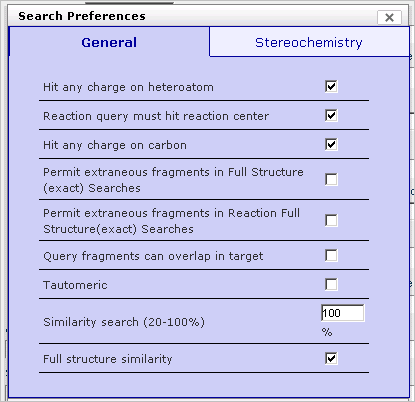 Search Preferences
General
Stereochemistry
Hit any charge on heteroatom
Reaction query must hit reaction center
Hit any charge on carbon
Permit extraneous fragments in Full Structure
(exact) Searches
Permit extraneous fragments in Reaction Full
Structure(exact) Searches
Query fragments can overlap in target
Tautomeric
Similarity search (20-100%)
100
%
Full structure similarity